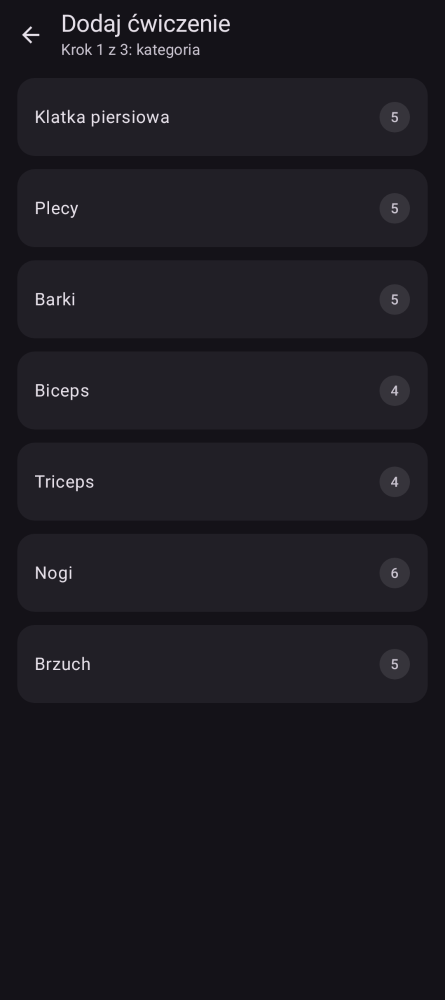 Dodaj ćwiczenie
Krok 1 z 3: kategoria
Klatka piersiowa 5
Plecy 5
Barki 5
Biceps 4
Triceps 4
Nogi 6
Brzuch 5